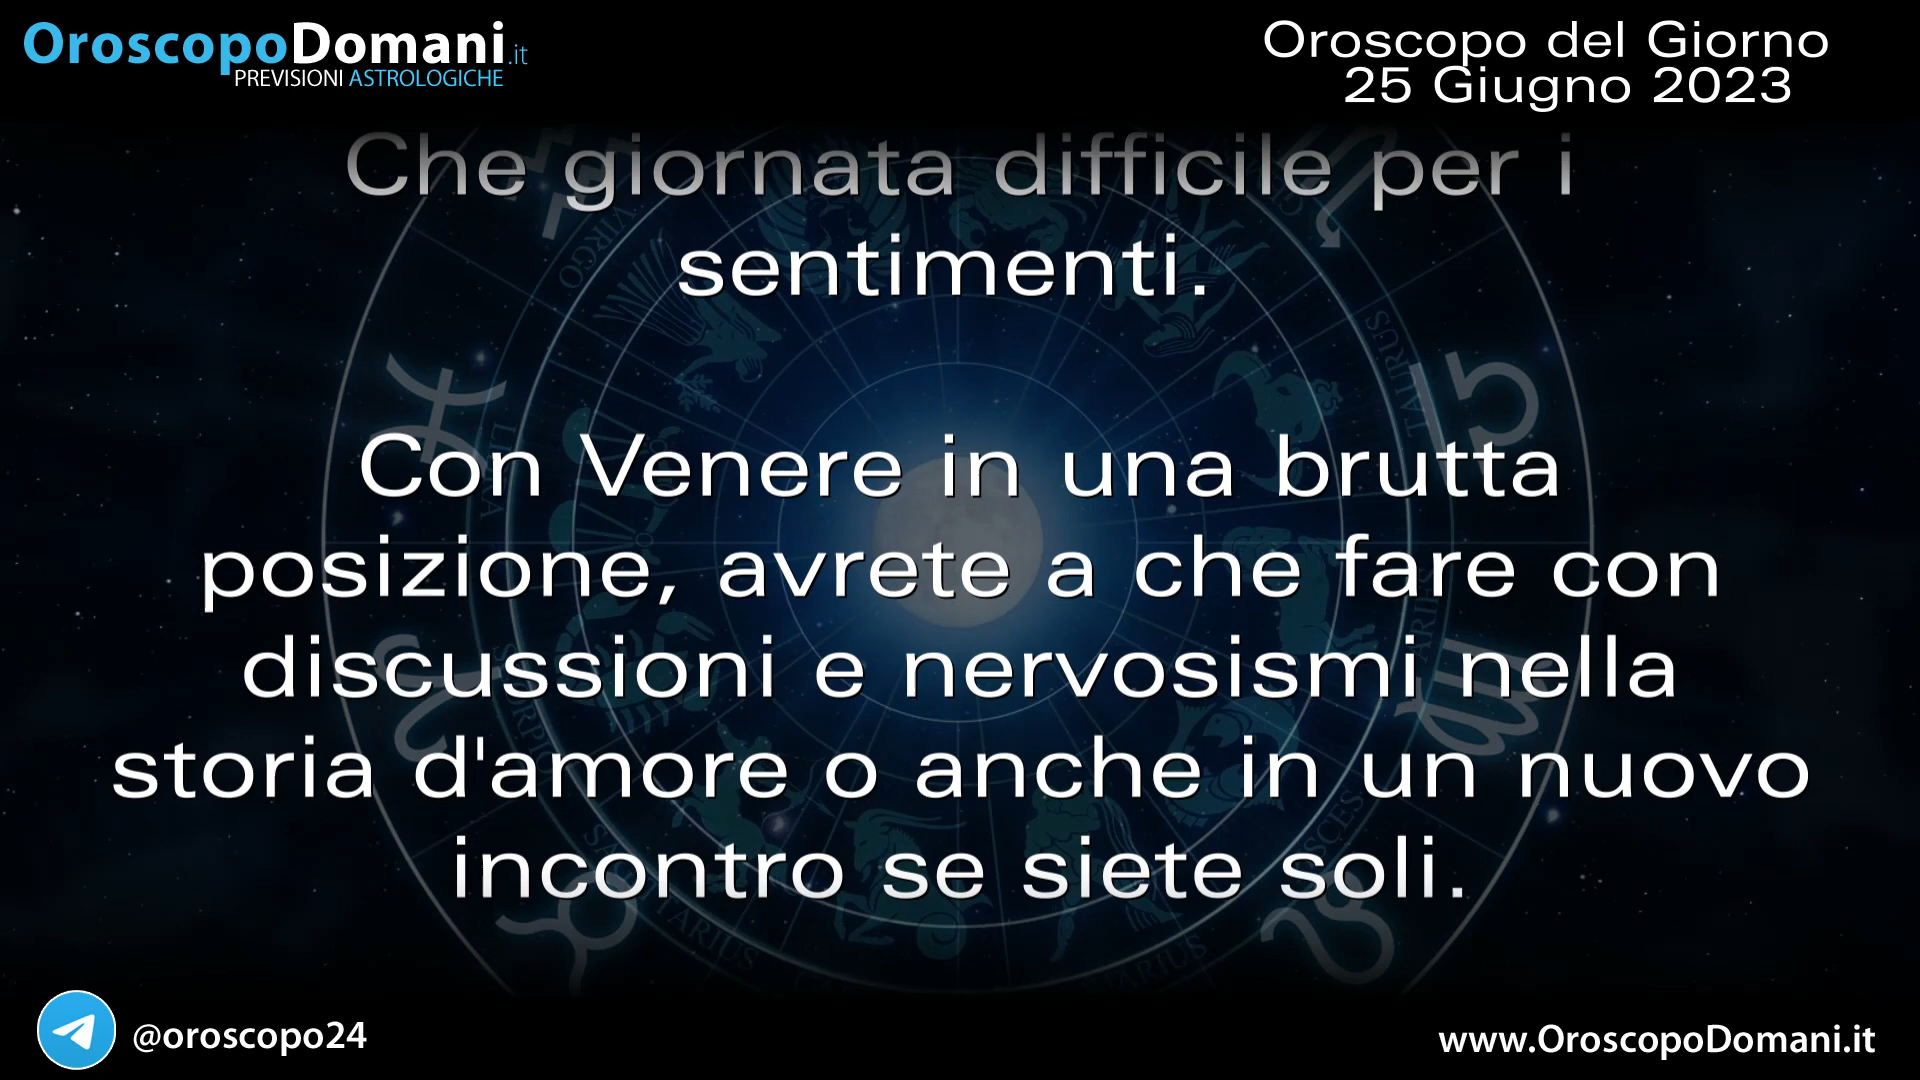 OroscopoDomani.it
PREVISIONI ASTROLOGICHE
Oroscopo del Giorno
25 Giugno 2023
Che giornata difficile per i
sentimenti.
Con Venere in una brutta
posizione, avrete a che fare con
discussioni e nervosismi nella
storia d'amore o anche in un nuovo
incontro se siete soli.
VIRGO
TAURUS
@oroscopo24
www.OroscopoDomani.it